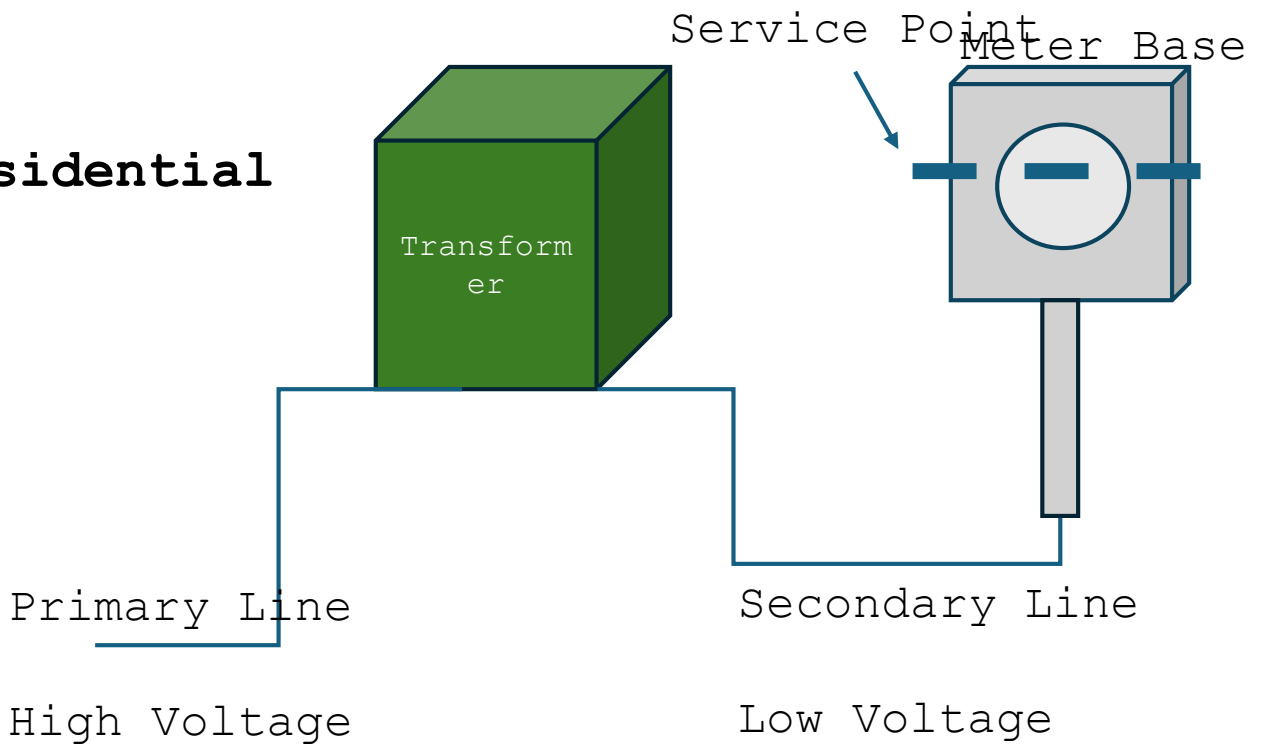 Service Point
Meter Base
sidential
Transform
er
Primary Line
High Voltage
Secondary Line
Low Voltage